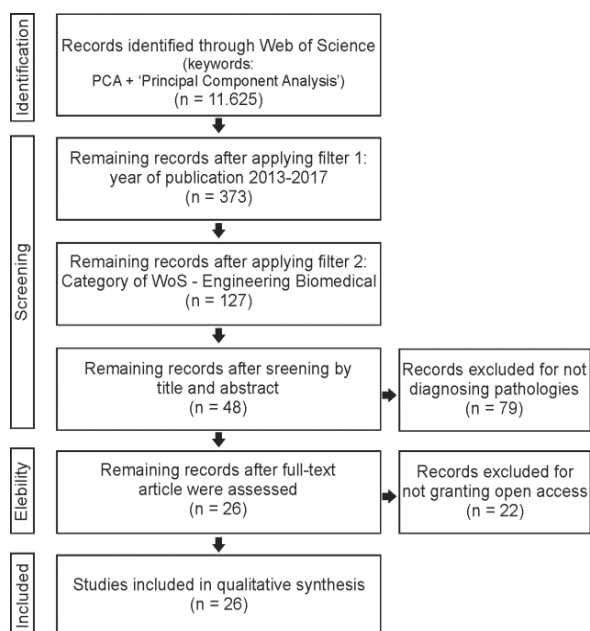 Identification
Records identified through Web of Science
(keywords:
PCA + 'Principal Component Analysis')
(n = 11.625)
Screening
Remaining records after applying filter 1:
year of publication 2013-2017
(n = 373)
Remaining records after applying filter 2:
Category of WoS - Engineering Biomedical
(n = 127)
Remaining records after sreening by
title and abstract
(n = 48)
Records excluded for not
diagnosing pathologies
(n = 79)
Elebility
Remaining records after full-text
article were assessed
(n = 26)
Records excluded for
not granting open access
(n = 22)
Included
Studies included in qualitative synthesis
(n = 26)